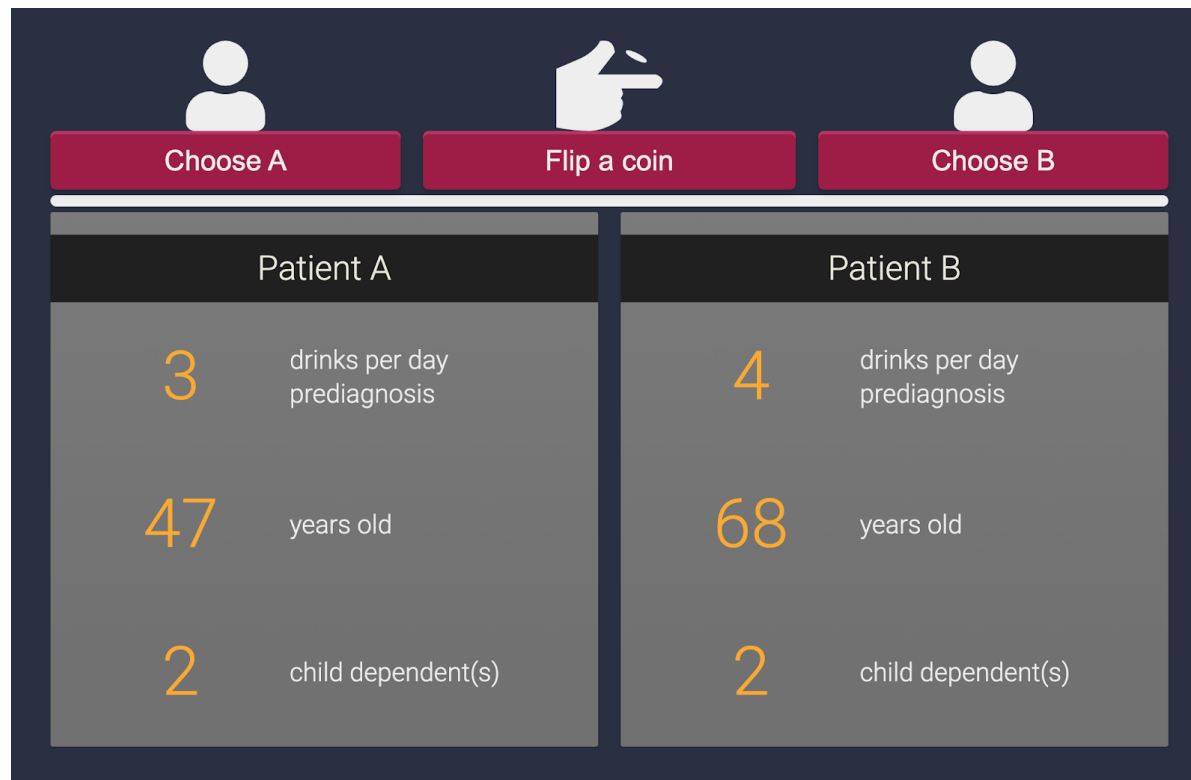 Choose A
Flip a coin
Choose B
Patient A
3
drinks per day
prediagnosis
47
years old
2
child dependent(s)
Patient B
4
drinks per day
prediagnosis
68
years old
2
child dependent(s)